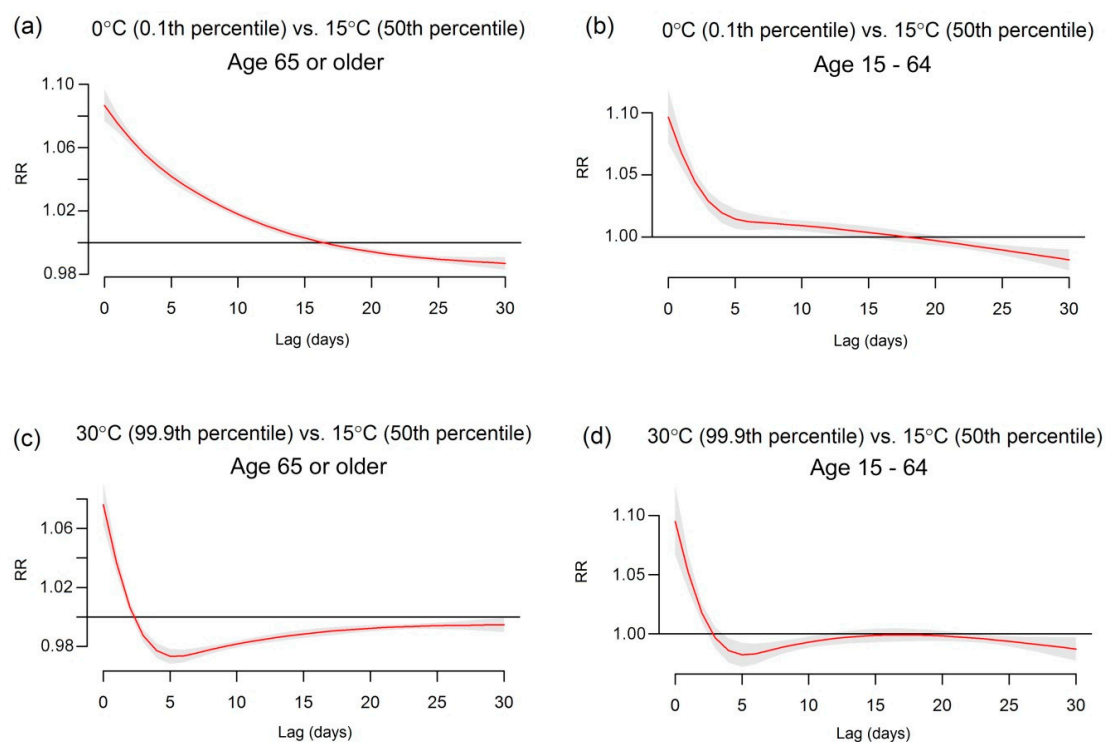 (a)
0°C (0.1th percentile) vs. 15°C (50th percentile)
Age 65 or older
1.10
1.06
1.02
0.98
RR
0 5 10 15 20 25 30
Lag (days)
(b)
0°C (0.1th percentile) vs. 15°C (50th percentile)
Age 15 - 64
1.10
1.05
1.00
RR
0 5 10 15 20 25 30
Lag (days)
(c)
30°C (99.9th percentile) vs. 15°C (50th percentile)
Age 65 or older
1.06
1.02
0.98
RR
0 5 10 15 20 25 30
Lag (days)
(d)
30°C (99.9th percentile) vs. 15°C (50th percentile)
Age 15 - 64
1.10
1.05
1.00
RR
0 5 10 15 20 25 30
Lag (days)